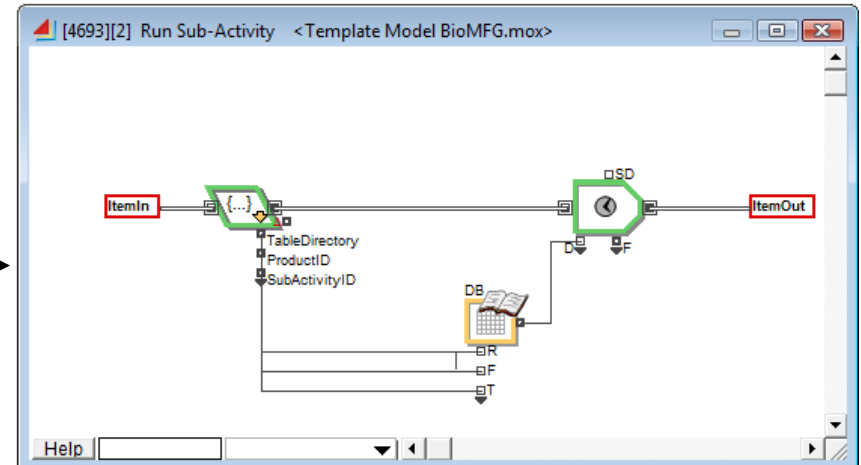 [4693][2] Run Sub-Activity <Template Model BioMFG.mox>
SD
ItemIn
{...}
ItemOut
D
F
TableDirectory
ProductID
SubActivityID
DB
R
F
T
Help